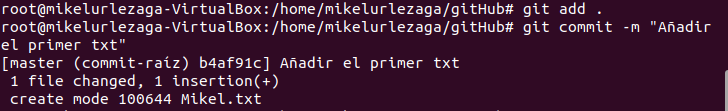 root@mikelurlezaga-VirtualBox:/home/mikelurlezaga/gitHub# git add .
root@mikelurlezaga-VirtualBox:/home/mikelurlezaga/gitHub# git commit -m "Añadir
el primer txt"
[master (commit-raíz) b4af91c] Añadir el primer txt
 1 file changed, 1 insertion(+)
 create mode 100644 Mikel.txt